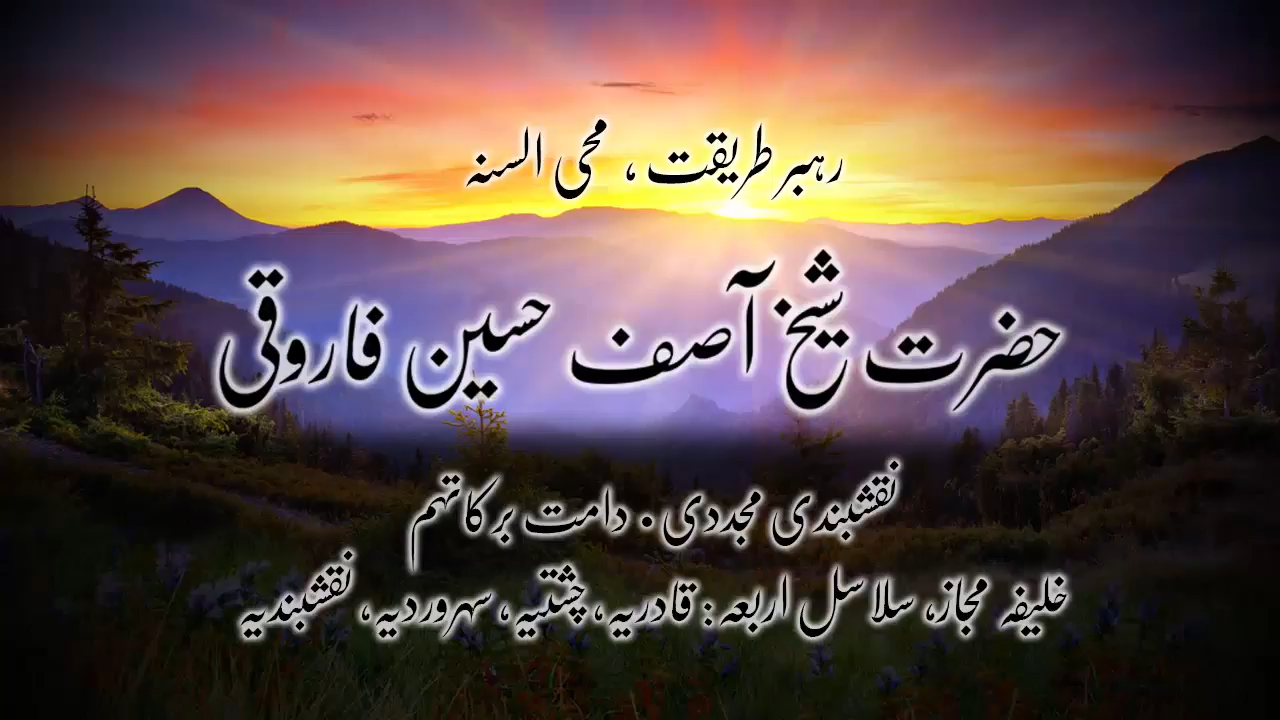 رہبر طریقت، محی السنہ
حضرت شیخ آصف حسین فاروقی
نقشبندی مجددی . دامت برکاتہم
خلیفہ مجاز، سلاسل اربعہ: قادریہ، چشتیہ، سہروردیہ، نقشبندیہ